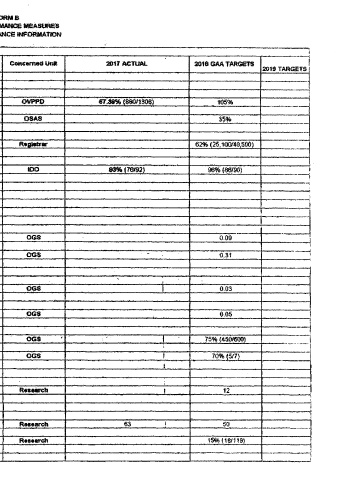 ORM B
MANCE MEASURES
ANCE INFORMATION
Concerned Unit 2017 ACTUAL 2018 GAA TARGETS 2019 TARGETS
OVPPD 67.39% (880/1306) 105%
OSAS 35%
Registrar 62% (25,100/40,500)
IDO 83% (76/92) 96% (86/90)
OGS 0.09
OGS 0.31
OGS 0.03
OGS 0.05
OGS 75% (450/600)
OGS 70% (5/7)
Research 12
Research 63 50
Research 15% (18/119)